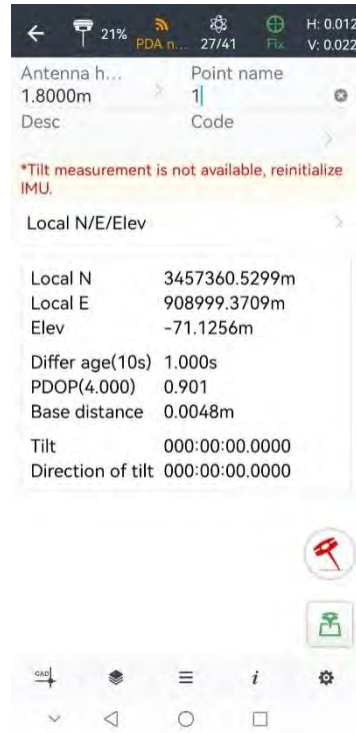 21% PDA n... 27/41 Fix H: 0.012 V: 0.022
Antenna h... Point name
1.8000m 1
Desc Code
*Tilt measurement is not available, reinitialize
IMU.
Local N/E/Elev
Local N 3457360.5299m
Local E 908999.3709m
Elev -71.1256m
Differ age(10s) 1.000s
PDOP(4.000) 0.901
Base distance 0.0048m
Tilt 000:00:00.0000
Direction of tilt 000:00:00.0000
CAD i